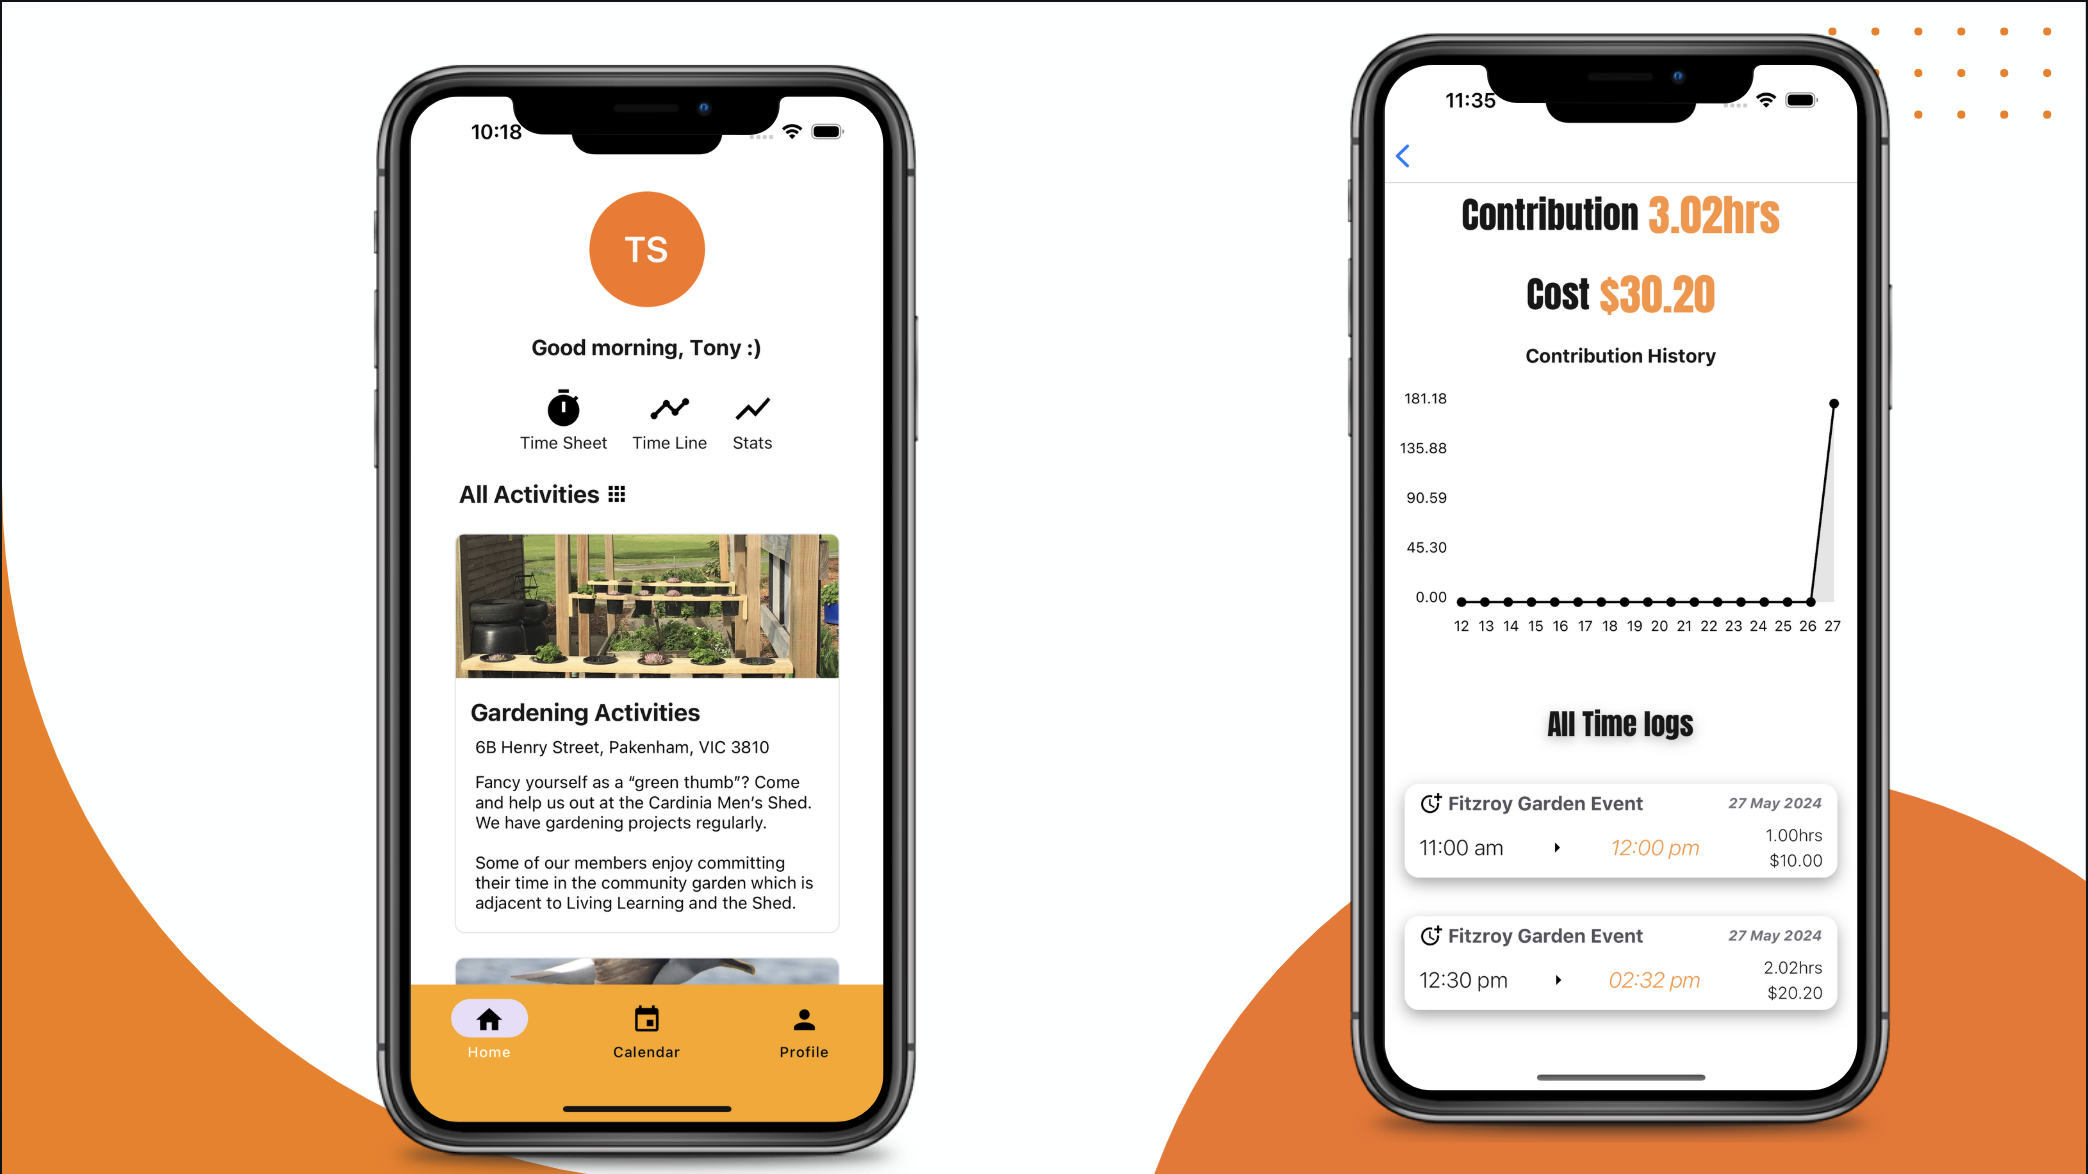 10:18
TS
Good morning, Tony :)
Time Sheet Time Line Stats
All Activities
Gardening Activities
6B Henry Street, Pakenham, VIC 3810
Fancy yourself as a “green thumb”? Come
and help us out at the Cardinia Men’s Shed.
We have gardening projects regularly.
Some of our members enjoy committing
their time in the community garden which is
adjacent to Living Learning and the Shed.
Home Calendar Profile
11:35
Contribution 3.02hrs
Cost $30.20
Contribution History
181.18
135.88
90.59
45.30
0.00
12 13 14 15 16 17 18 19 20 21 22 23 24 25 26 27
All Time logs
Fitzroy Garden Event 27 May 2024
11:00 am 12:00 pm 1.00hrs
$10.00
Fitzroy Garden Event 27 May 2024
12:30 pm 02:32 pm 2.02hrs
$20.20